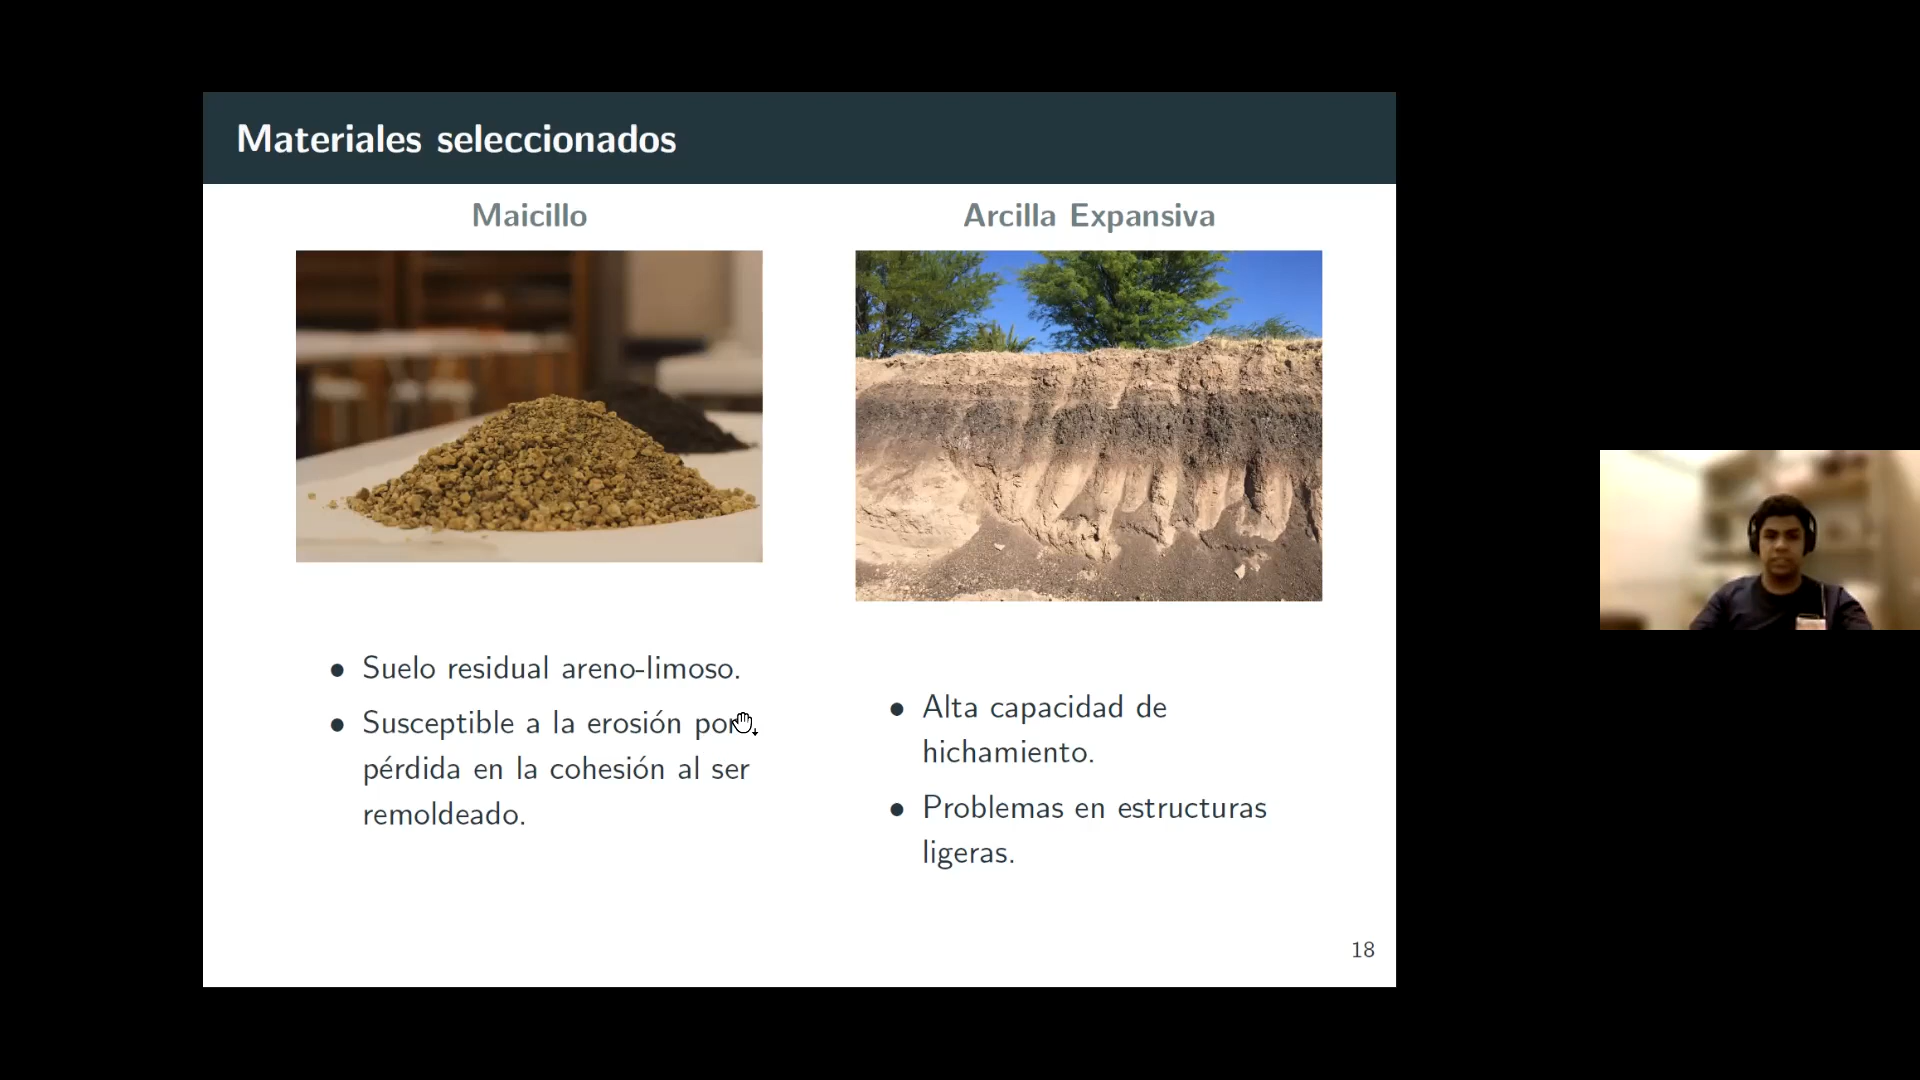 Materiales seleccionados
Maicillo
Suelo residual areno-limoso.
Susceptible a la erosión por
pérdida en la cohesión al ser
remoldeado.
Arcilla Expansiva
Alta capacidad de
hichamiento.
Problemas en estructuras
ligeras.
18